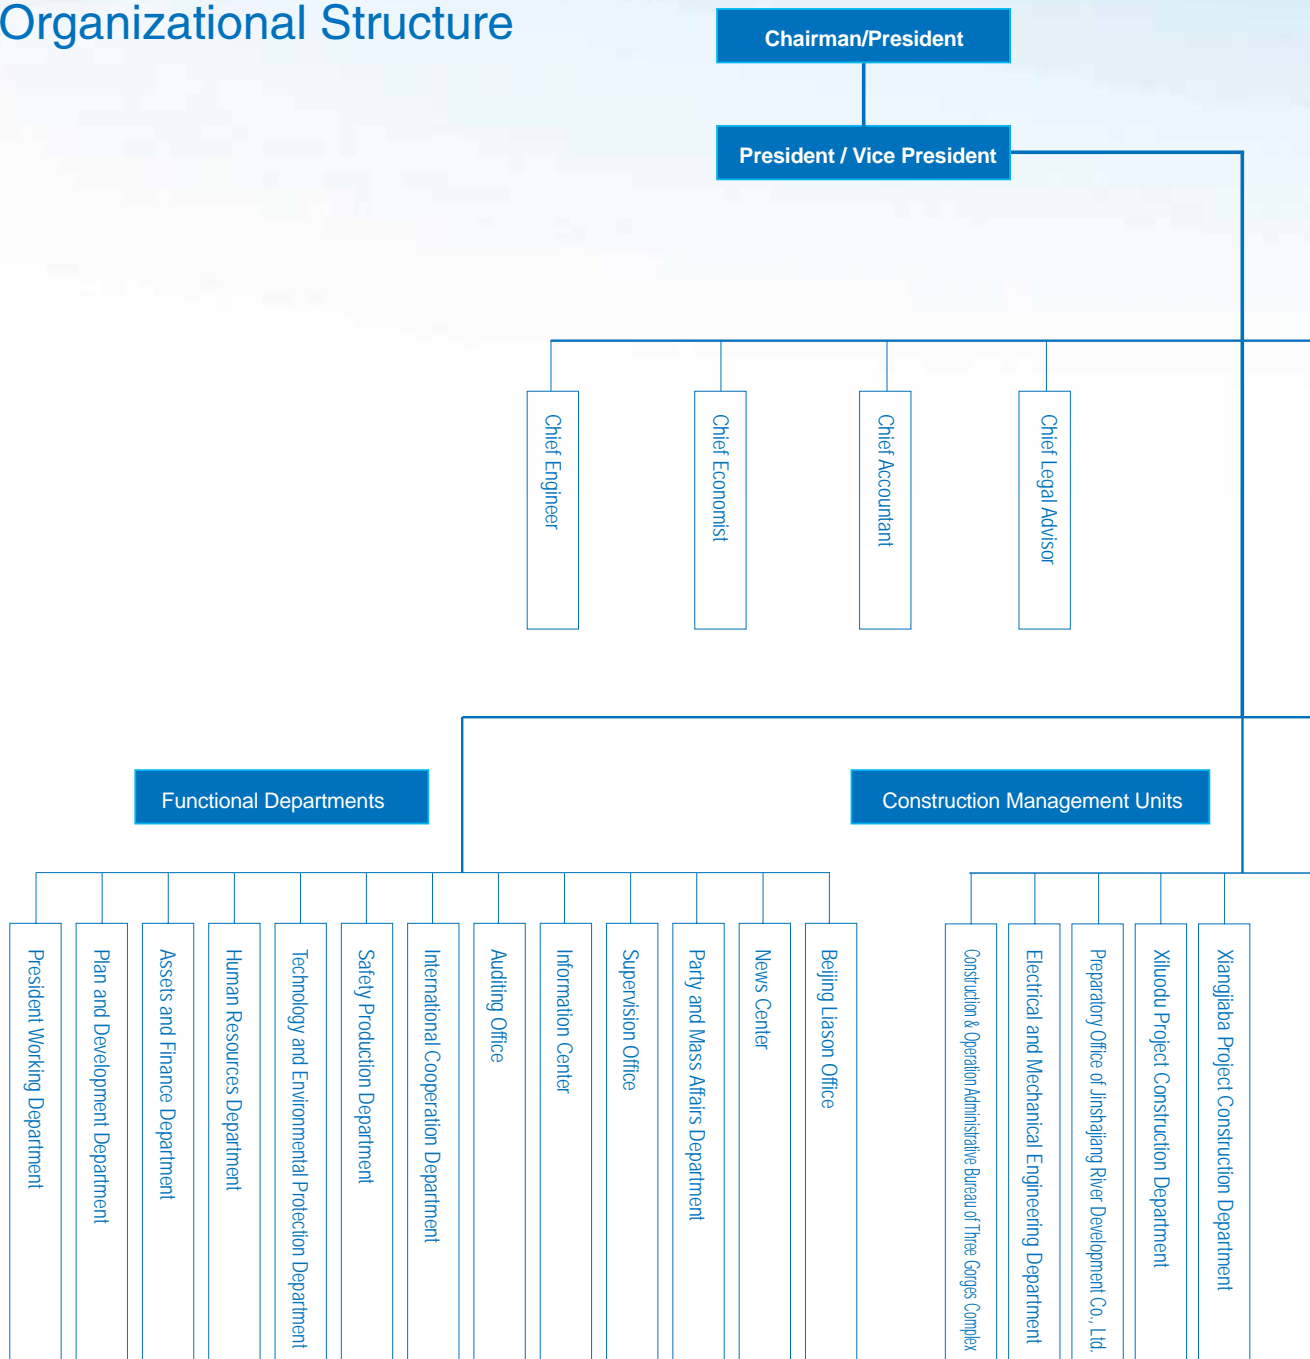 Organizational Structure
Chairman/President
President / Vice President
Chief Engineer
Chief Economist
Chief Accountant
Chief Legal Advisor
Functional Departments
Construction Management Units
President Working Department
Plan and Development Department
Assets and Finance Department
Human Resources Department
Technology and Environmental Protection Department
Safety Production Department
International Cooperation Department
Auditing Office
Information Center
Supervision Office
Party and Mass Affairs Department
News Center
Beijing Liason Office
Construction & Operation Administrative Bureau of Three Gorges Complex
Electrical and Mechanical Engineering Department
Preparatory Office of Jinshajiang River Development Co., Ltd.
Xiluodu Project Construction Department
Xiangjiaba Project Construction Department